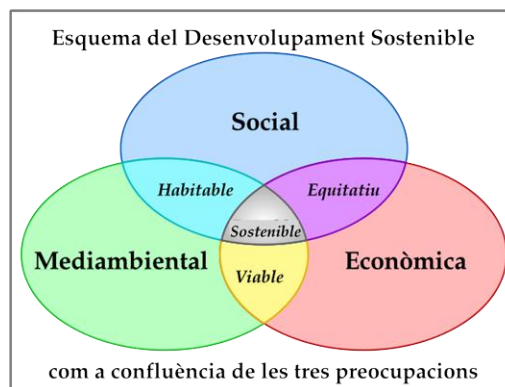 Esquema del Desenvolupament Sostenible
Social
Habitable
Equitatiu
Sostenible
Mediambiental
Econòmica
Viable
com a confluència de les tres preocupacions